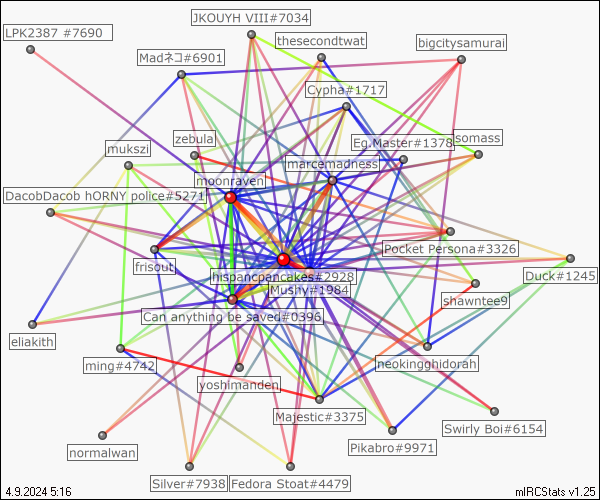 JKOUYH VIII#7034
LPK2387 #7690
thesecondtwat
bigcitysamurai
Madネコ#6901
Cypha#1717
zebula
Eg.Master#1378
somass
mukszi
marcemadness
moonraven
DacobDacob hORNY police#5271
Pocket Persona#3326
frisout
hispancpancakes#2928
Duck#1245
Mushy#1984
shawntee9
Can anything be saved#0396
eliakith
ming#4742
neokingghidorah
yoshimanden
Majestic#3375
Swirly Boi#6154
normalwan
Pikabro#9971
Silver#7938
Fedora Stoat#4479
4.9.2024 5:16
mIRCStats v1.25